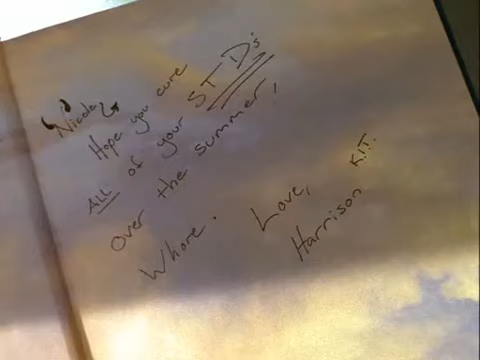 Nicole
Hope you cure
ALL of your STD's
over the summer!
Whore.
Love,
Harrison K.I.T.